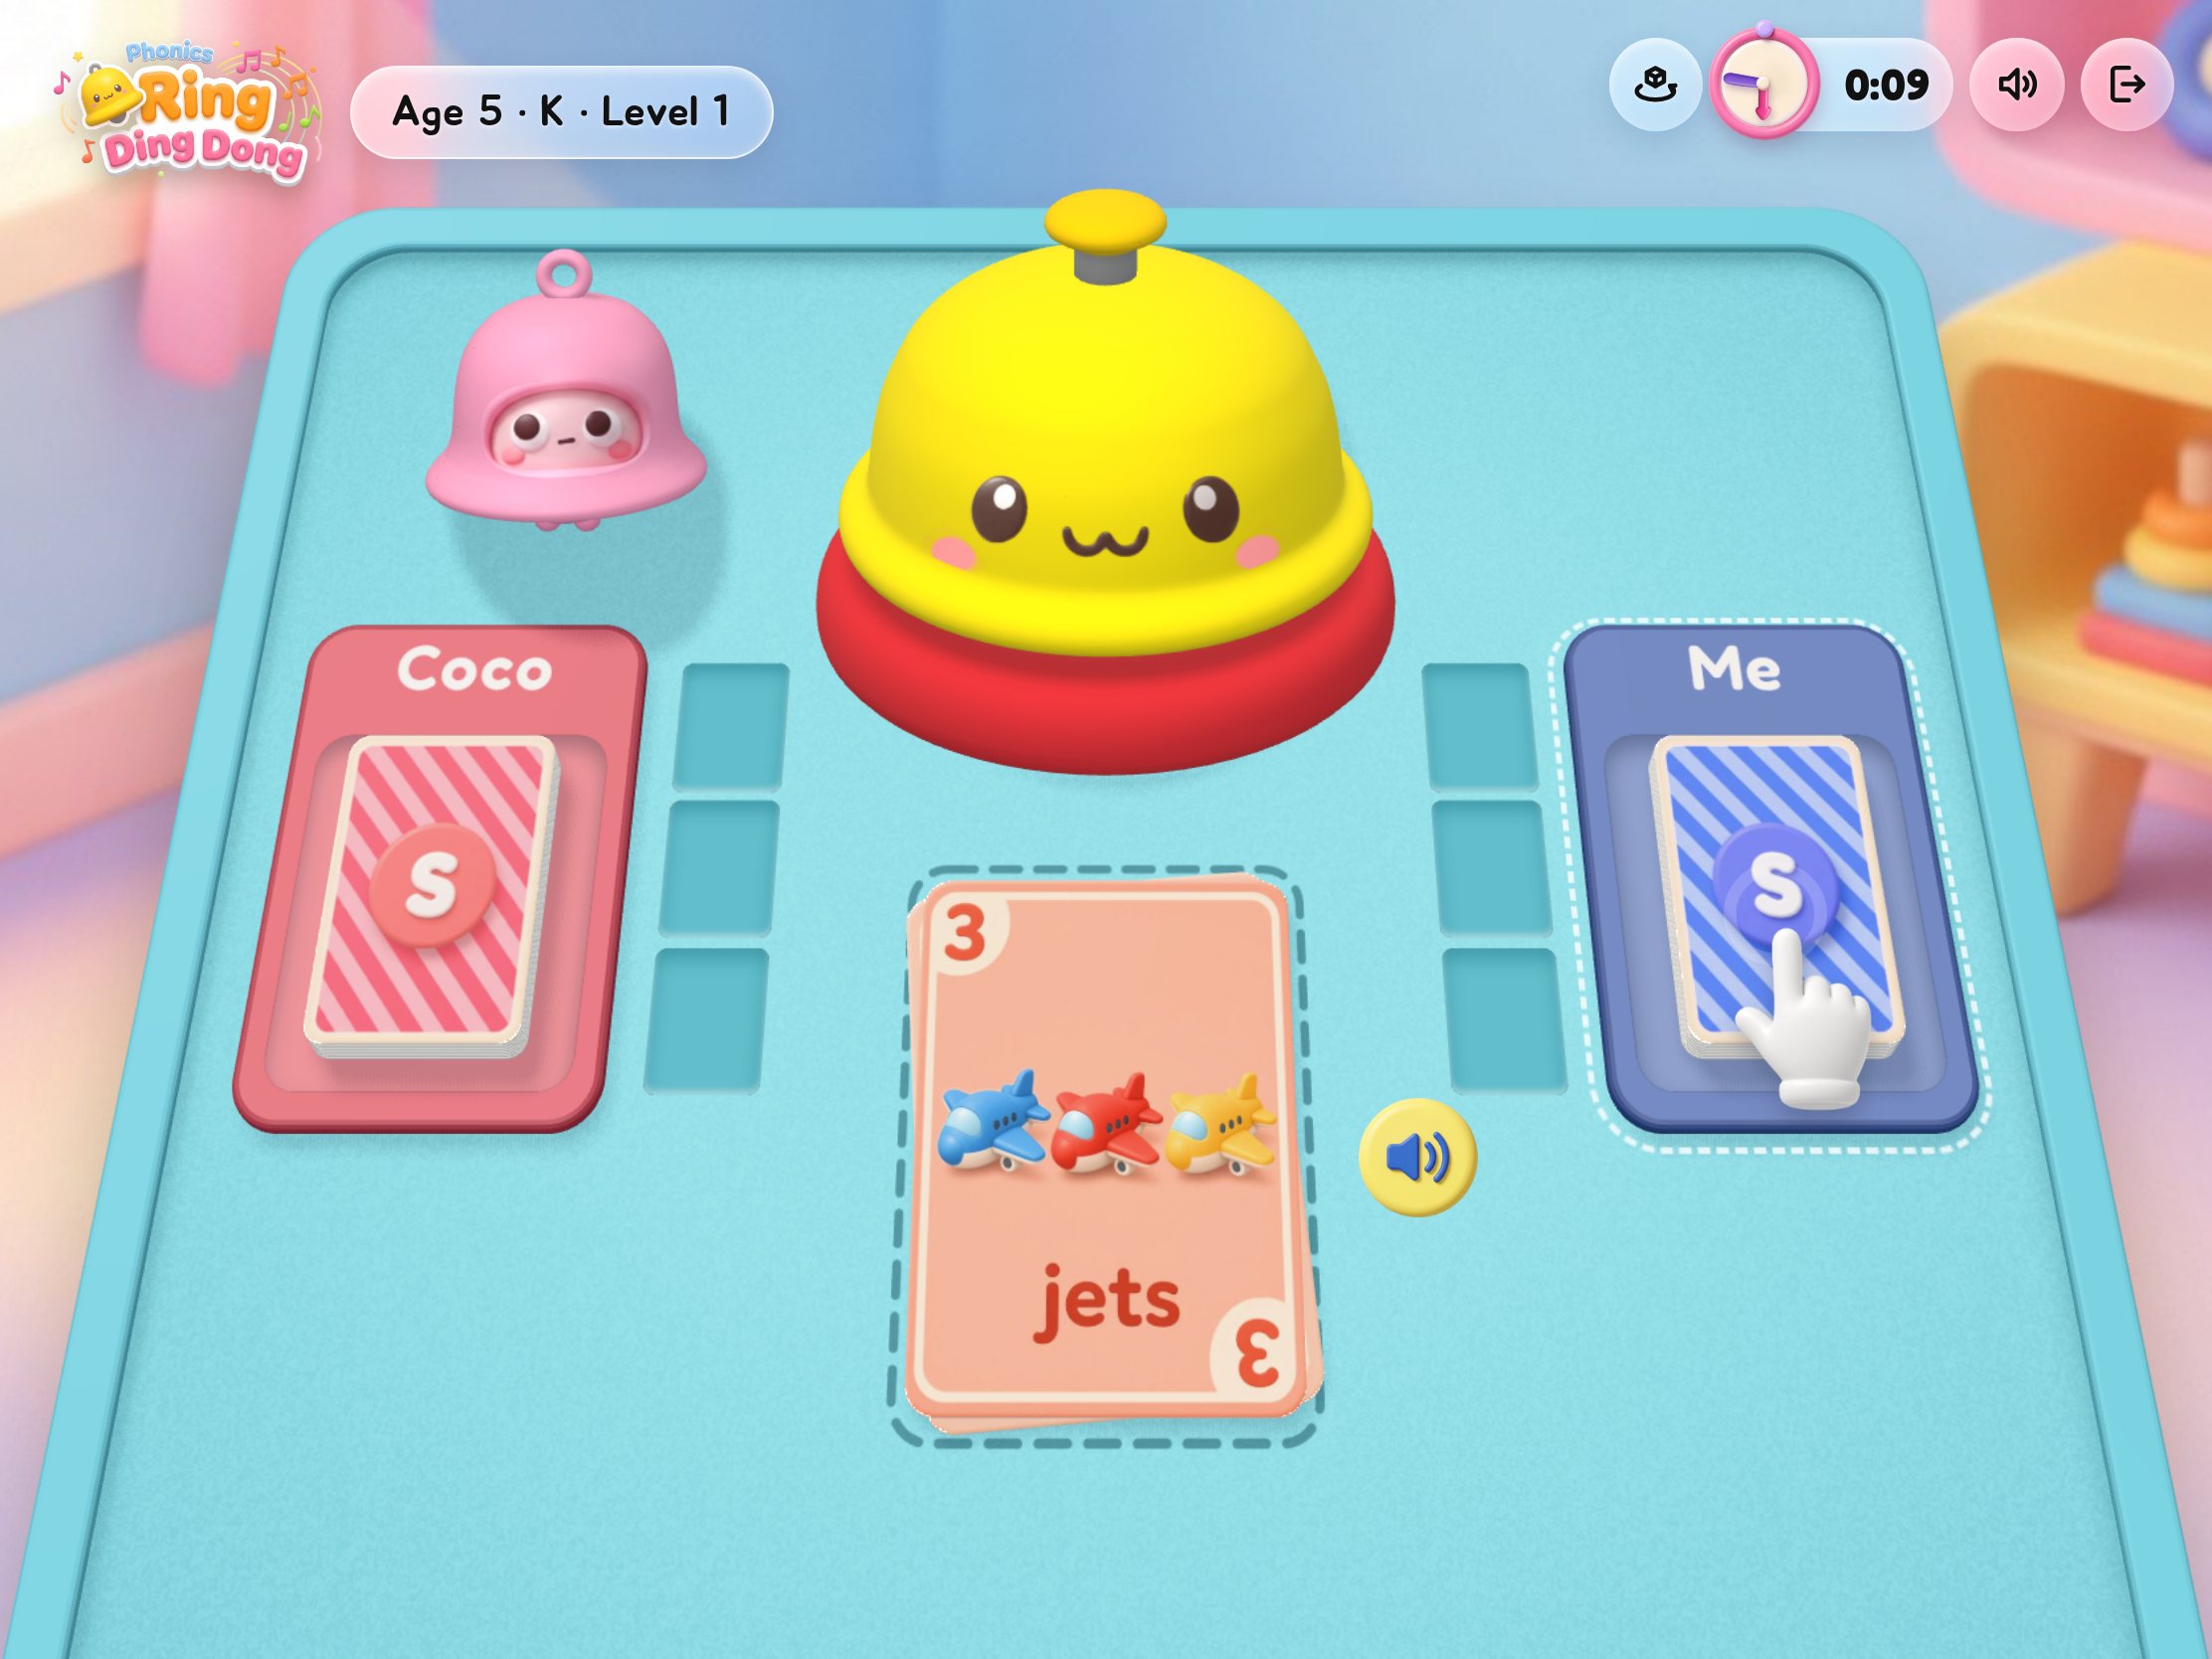 Phonics
Ring
Ding Dong
Age 5 · K · Level 1
0:09
Coco
Me
S
S
3
jets
3